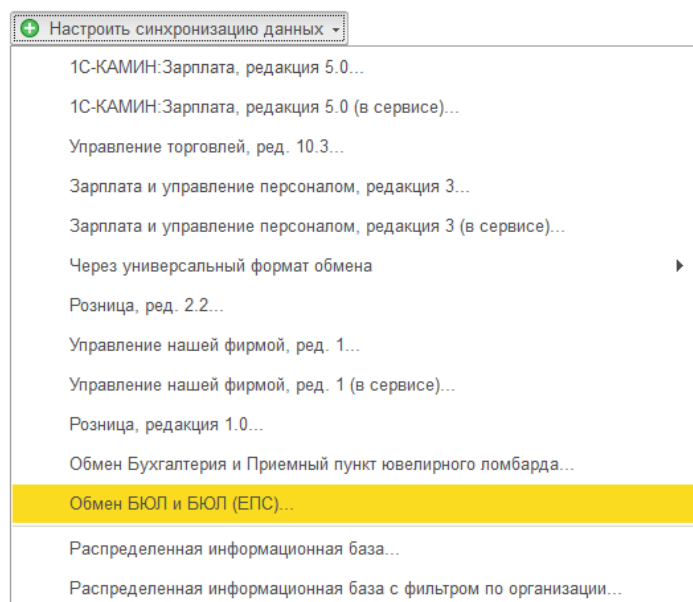 Настроить синхронизацию данных
1С-КАМИН:Зарплата, редакция 5.0...
1С-КАМИН:Зарплата, редакция 5.0 (в сервисе)...
Управление торговлей, ред. 10.3...
Зарплата и управление персоналом, редакция 3...
Зарплата и управление персоналом, редакция 3 (в сервисе)...
Через универсальный формат обмена
Розница, ред. 2.2...
Управление нашей фирмой, ред. 1...
Управление нашей фирмой, ред. 1 (в сервисе)...
Розница, редакция 1.0...
Обмен Бухгалтерия и Приемный пункт ювелирного ломбарда...
Обмен БЮЛ и БЮЛ (ЕПС)...
Распределенная информационная база...
Распределенная информационная база с фильтром по организации...